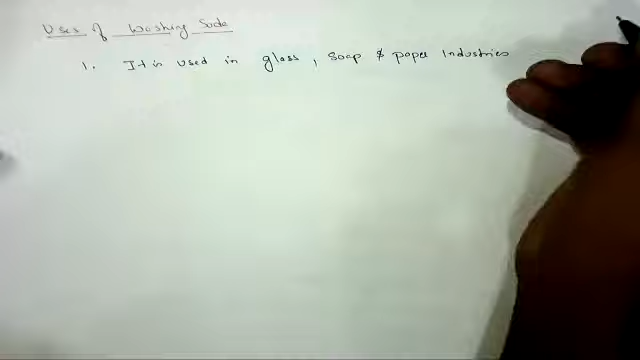 Uses of Washing Soda
1. It is used in glass, soap & paper Industries